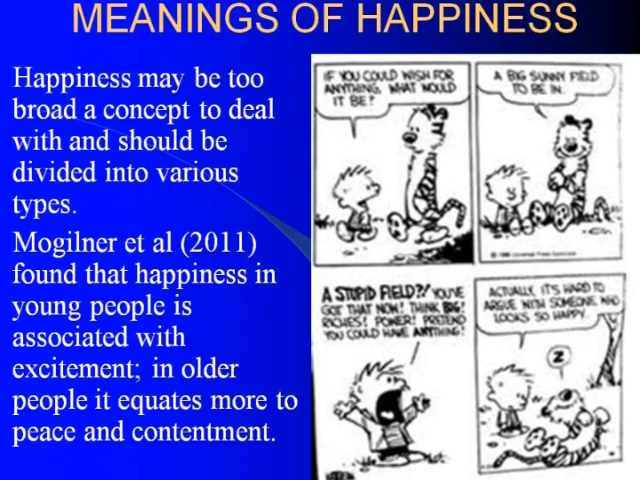 MEANINGS OF HAPPINESS
Happiness may be too
broad a concept to deal
with and should be
divided into various
types.
Mogilner et al (2011)
found that happiness in
young people is
associated with
excitement; in older
people it equates more to
peace and contentment.
IF YOU COULD WISH FOR
ANYTHING, WHAT WOULD
IT BE?
A BIG SUNNY FIELD
TO BE IN.
A STUPID FIELD?! YOU'VE
GOT THAT NOW! THINK BIG!
RICHES! POWER! PRETEND
YOU COULD HAVE ANYTHING!
ACTUALLY, IT'S HARD TO
ARGUE WITH SOMEONE WHO
LOOKS SO HAPPY.
Z